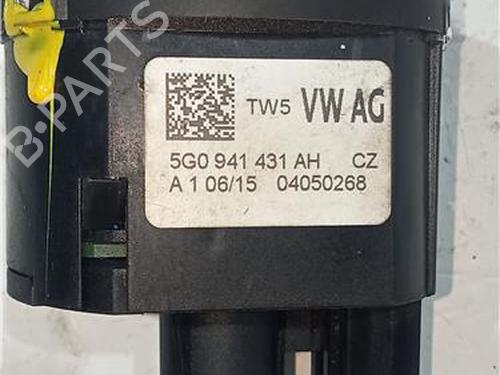 B-PARTS
TW5 VW AG
5G0 941 431 AH CZ
A 1 06/15 04050268